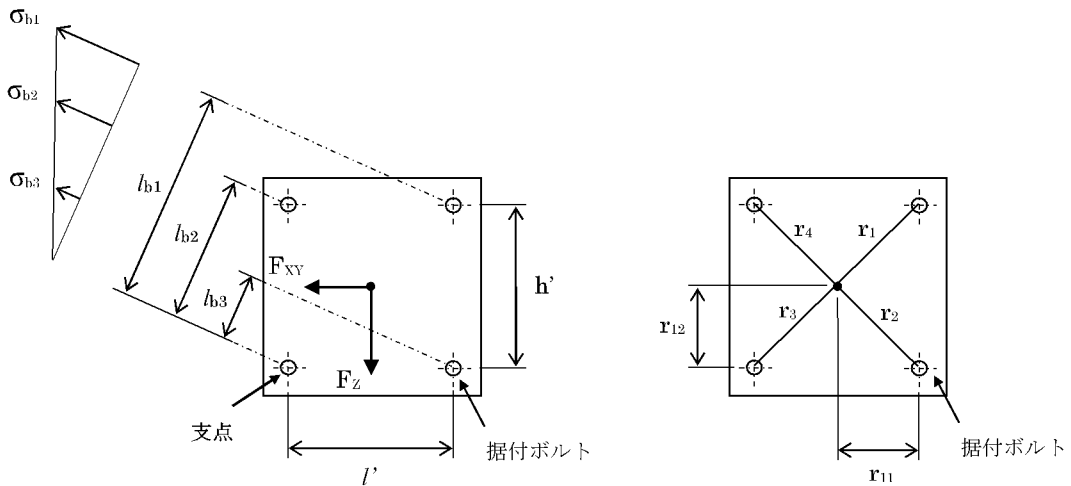 σb1
σb2
σb3
lb1
lb2
lb3
FXY
FZ
h'
支点
据付ボルト
l'
r4
r1
r3
r2
r12
r11
据付ボルト